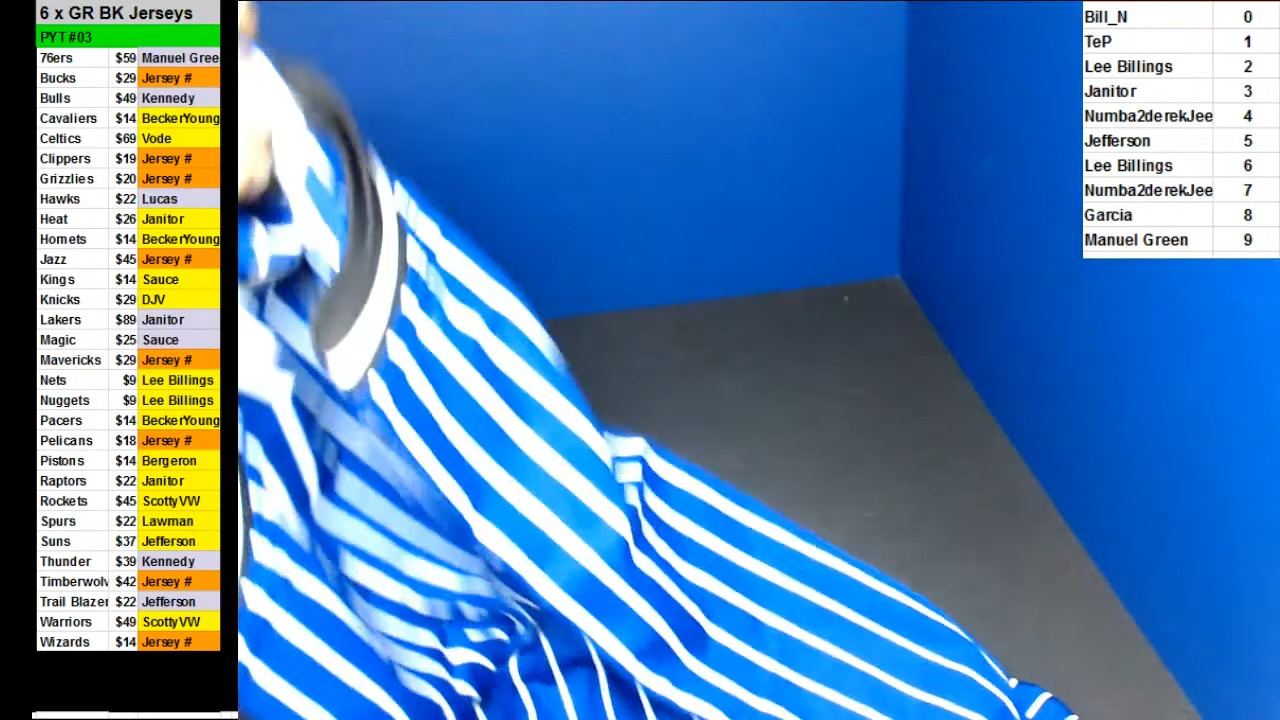 6 x GR BK Jerseys
PYT #03
76ers $59 Manuel Gree
Bucks $29 Jersey #
Bulls $49 Kennedy
Cavaliers $14 BeckerYoung
Celtics $69 Vode
Clippers $19 Jersey #
Grizzlies $20 Jersey #
Hawks $22 Lucas
Heat $26 Janitor
Hornets $14 BeckerYoung
Jazz $45 Jersey #
Kings $14 Sauce
Knicks $29 DJV
Lakers $89 Janitor
Magic $25 Sauce
Mavericks $29 Jersey #
Nets $9 Lee Billings
Nuggets $9 Lee Billings
Pacers $14 BeckerYoung
Pelicans $18 Jersey #
Pistons $14 Bergeron
Raptors $22 Janitor
Rockets $45 ScottyVW
Spurs $22 Lawman
Suns $37 Jefferson
Thunder $39 Kennedy
Timberwolv $42 Jersey #
Trail Blazer $22 Jefferson
Warriors $49 ScottyVW
Wizards $14 Jersey #
Bill_N 0
TeP 1
Lee Billings 2
Janitor 3
Numba2derekJee 4
Jefferson 5
Lee Billings 6
Numba2derekJee 7
Garcia 8
Manuel Green 9